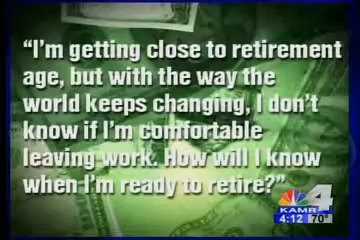 “I’m getting close to retirement
age, but with the way the
world keeps changing, I don’t
know if I’m comfortable
leaving work. How will I know
when I’m ready to retire?”
4
KAMR
4:12 70°